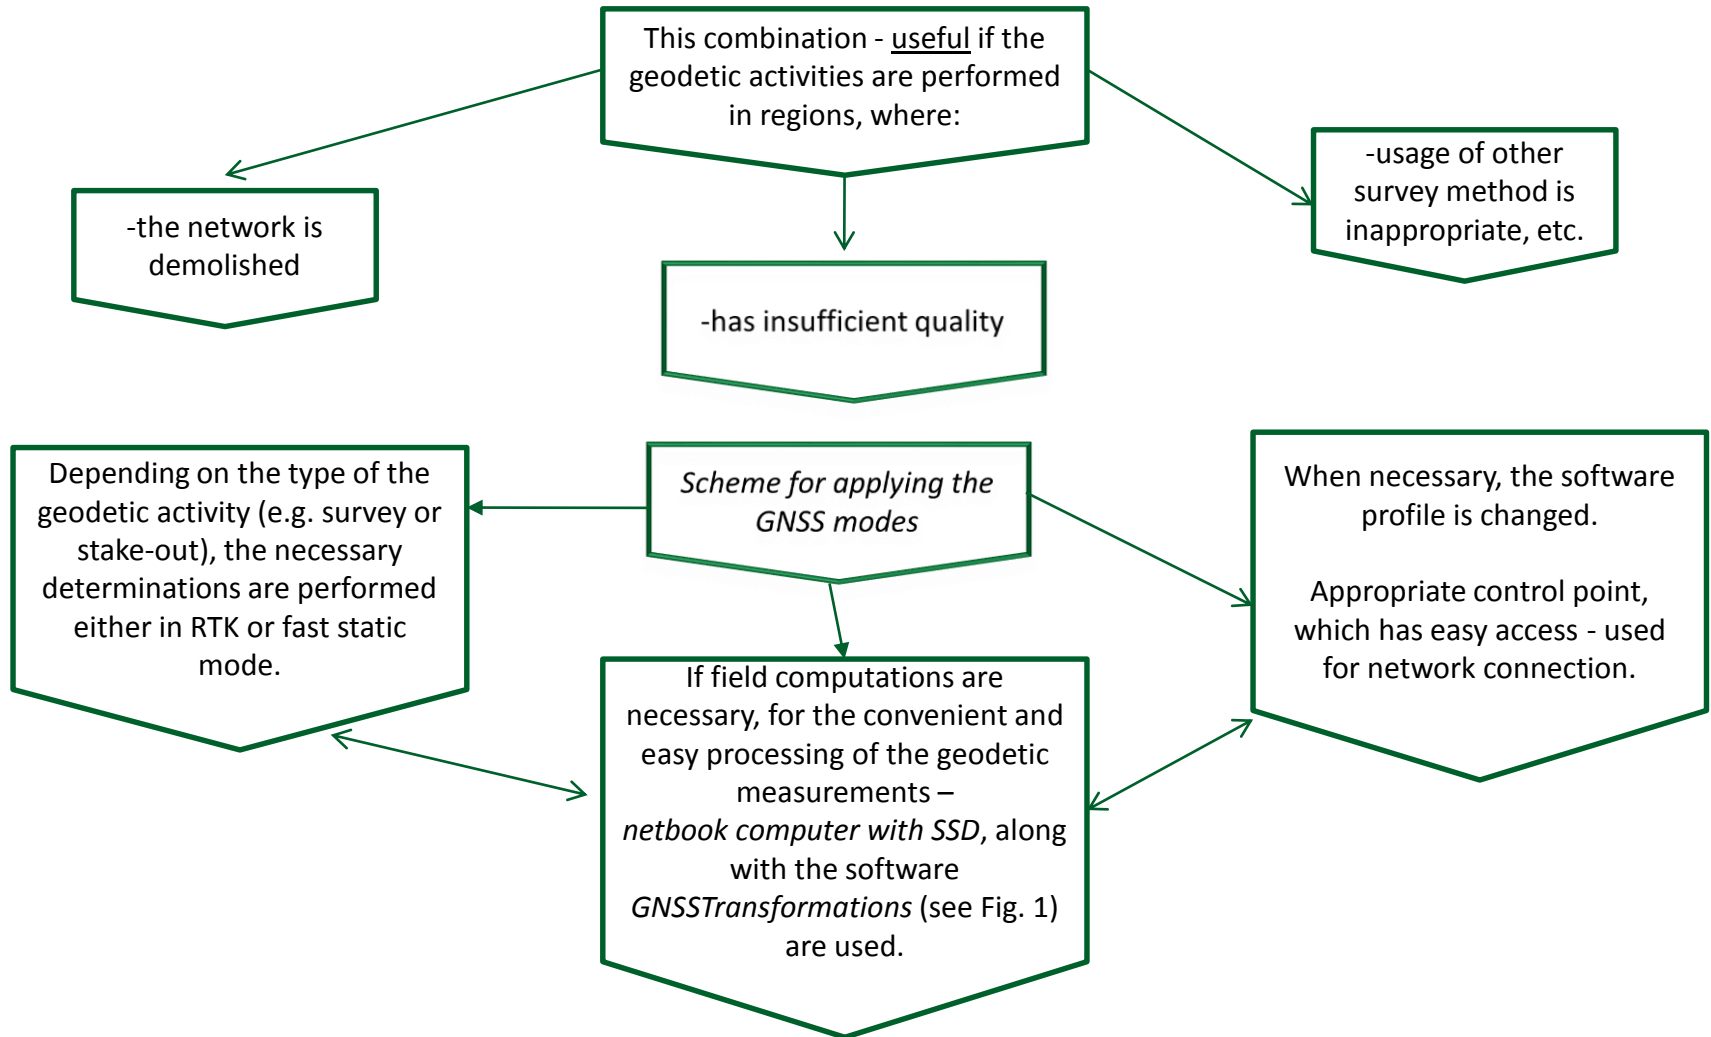 This combination - useful if the
geodetic activities are performed
in regions, where:
-the network is
demolished
-has insufficient quality
-usage of other
survey method is
inappropriate, etc.
Scheme for applying the
GNSS modes
Depending on the type of the
geodetic activity (e.g. survey or
stake-out), the necessary
determinations are performed
either in RTK or fast static
mode.
If field computations are
necessary, for the convenient and
easy processing of the geodetic
measurements –
netbook computer with SSD, along
with the software
GNSSTransformations (see Fig. 1)
are used.
When necessary, the software
profile is changed.
Appropriate control point,
which has easy access - used
for network connection.